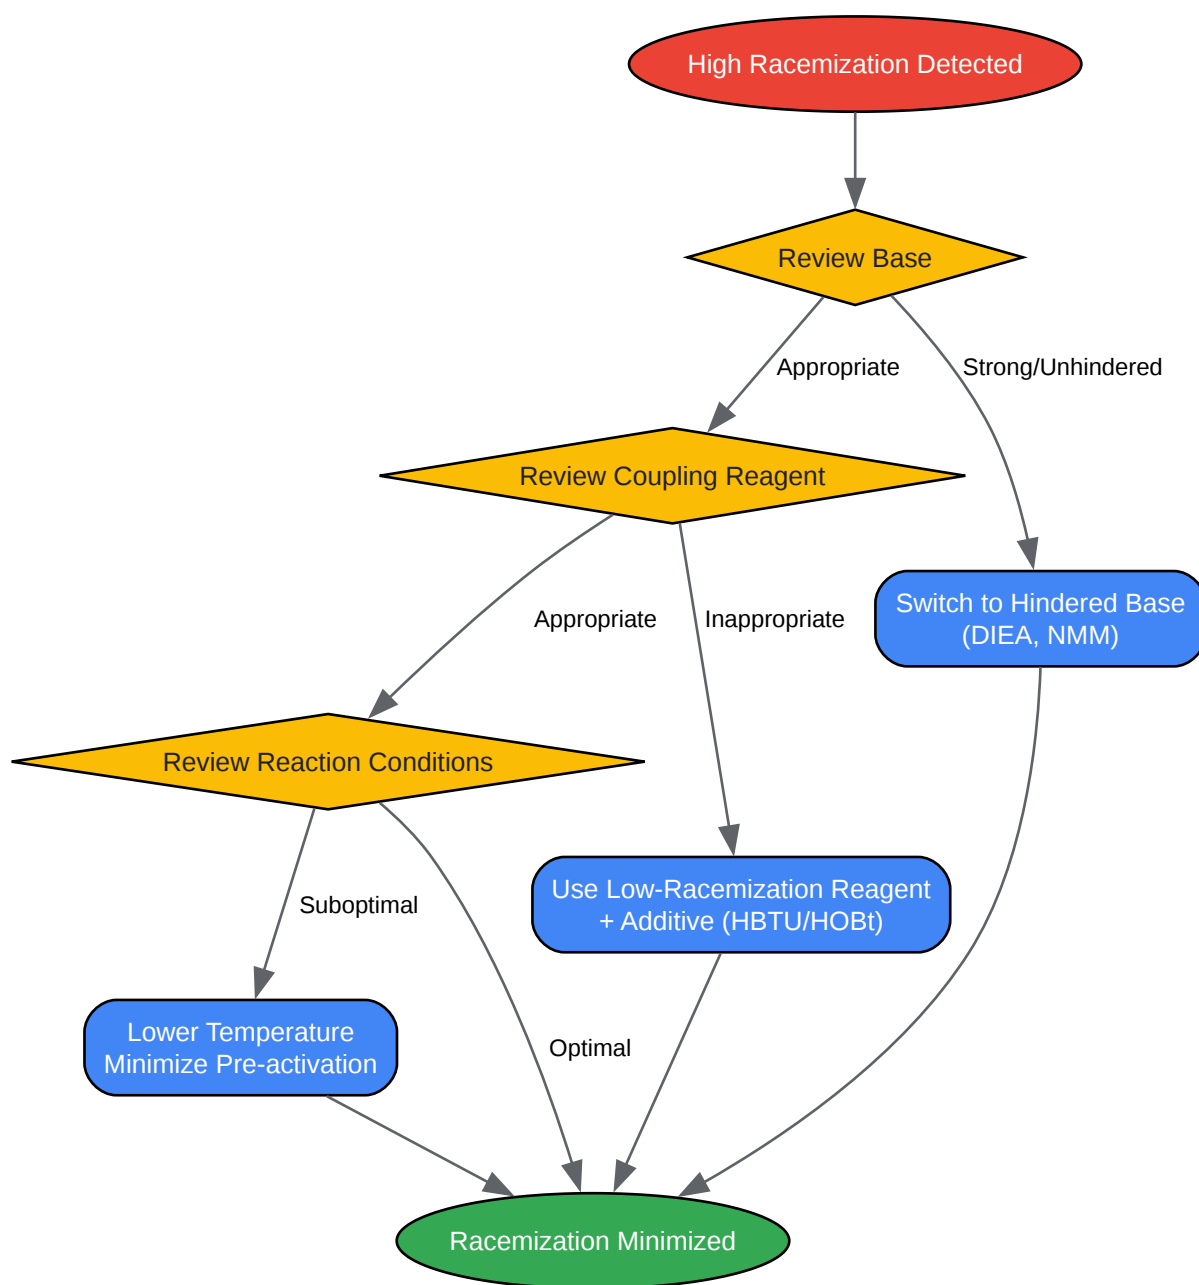 High Racemization Detected
Review Base
Appropriate
Strong/Unhindered
Review Coupling Reagent
Switch to Hindered Base
(DIEA, NMM)
Appropriate
Inappropriate
Review Reaction Conditions
Use Low-Racemization Reagent
+ Additive (HBTU/HOBt)
Suboptimal
Lower Temperature
Minimize Pre-activation
Optimal
Racemization Minimized